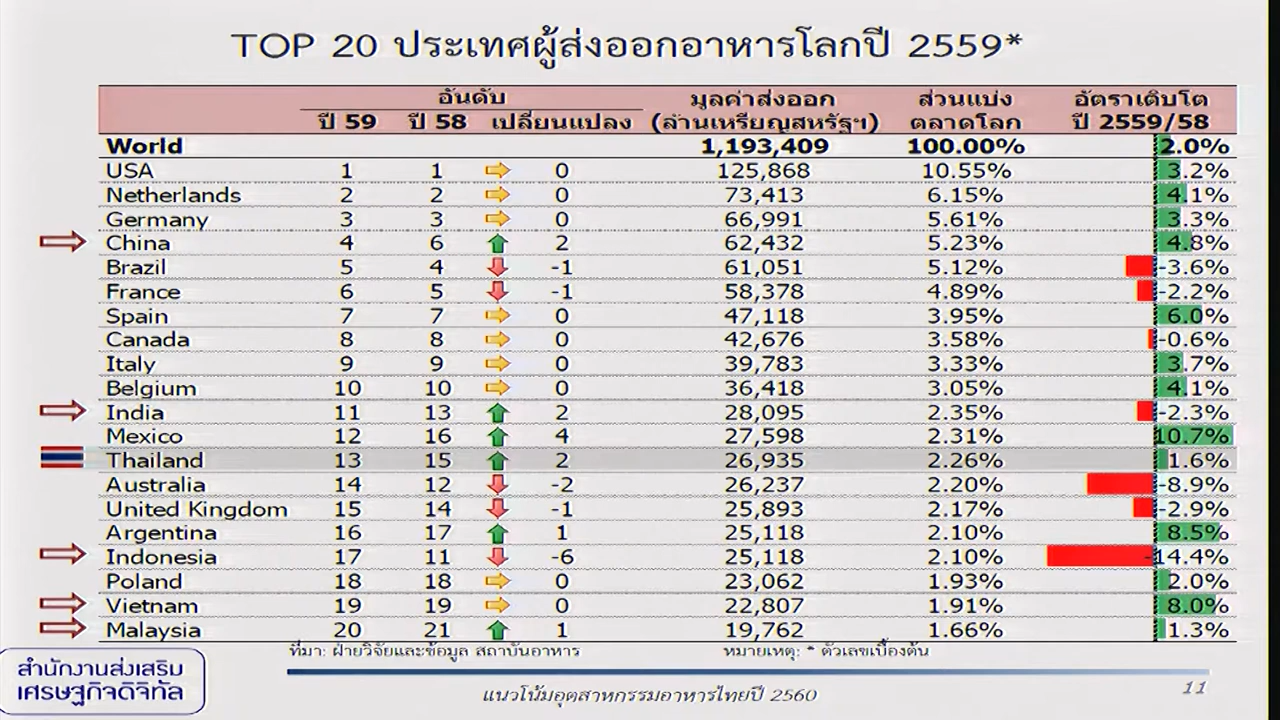 TOP 20 ประเทศผู้ส่งออกอาหารโลกปี 2559*
อันดับ มูลค่าส่งออก ส่วนแบ่ง อัตราเติบโต
ปี 59 ปี 58 เปลี่ยนแปลง (ล้านเหรียญสหรัฐฯ) ตลาดโลก ปี 2559/58
World 1,193,409 100.00% 2.0%
USA 1 1 0 125,868 10.55% 3.2%
Netherlands 2 2 0 73,413 6.15% 4.1%
Germany 3 3 0 66,991 5.61% 3.3%
China 4 6 2 62,432 5.23% 4.8%
Brazil 5 4 -1 61,051 5.12% -3.6%
France 6 5 -1 58,378 4.89% -2.2%
Spain 7 7 0 47,118 3.95% 6.0%
Canada 8 8 0 42,676 3.58% -0.6%
Italy 9 9 0 39,783 3.33% 3.7%
Belgium 10 10 0 36,418 3.05% 4.1%
India 11 13 2 28,095 2.35% -2.3%
Mexico 12 16 4 27,598 2.31% 10.7%
Thailand 13 15 2 26,935 2.26% 1.6%
Australia 14 12 -2 26,237 2.20% -8.9%
United Kingdom 15 14 -1 25,893 2.17% -2.9%
Argentina 16 17 1 25,118 2.10% 8.5%
Indonesia 17 11 -6 25,118 2.10% -14.4%
Poland 18 18 0 23,062 1.93% 2.0%
Vietnam 19 19 0 22,807 1.91% 8.0%
Malaysia 20 21 1 19,762 1.66% 1.3%
ที่มา: ฝ่ายวิจัยและข้อมูล สถาบันอาหาร หมายเหตุ: * ตัวเลขเบื้องต้น
สำนักงานส่งเสริม
เศรษฐกิจดิจิทัล
แนวโน้มอุตสาหกรรมอาหารไทยปี 2560 11